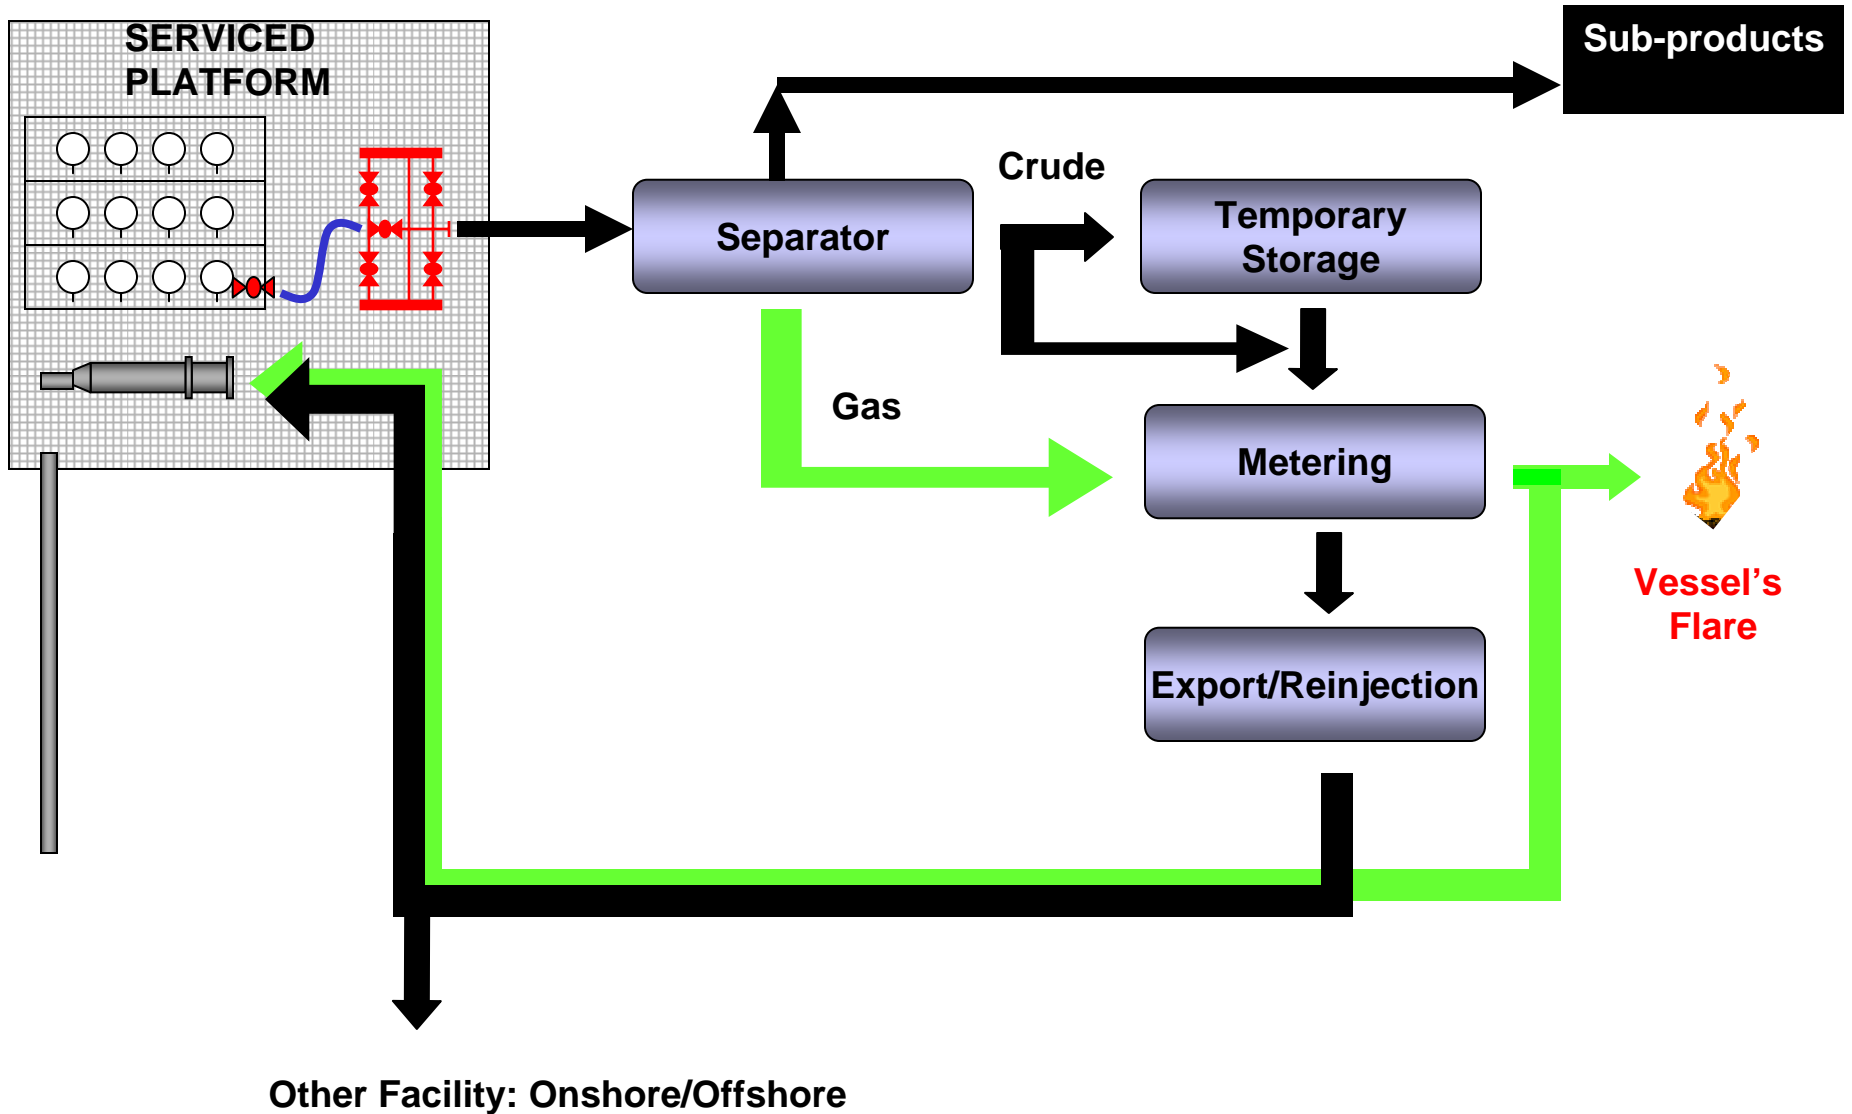 SERVICED
PLATFORM
Sub-products
Crude
Separator
Temporary
Storage
Gas
Metering
Vessel’s
Flare
Export/Reinjection
Other Facility: Onshore/Offshore